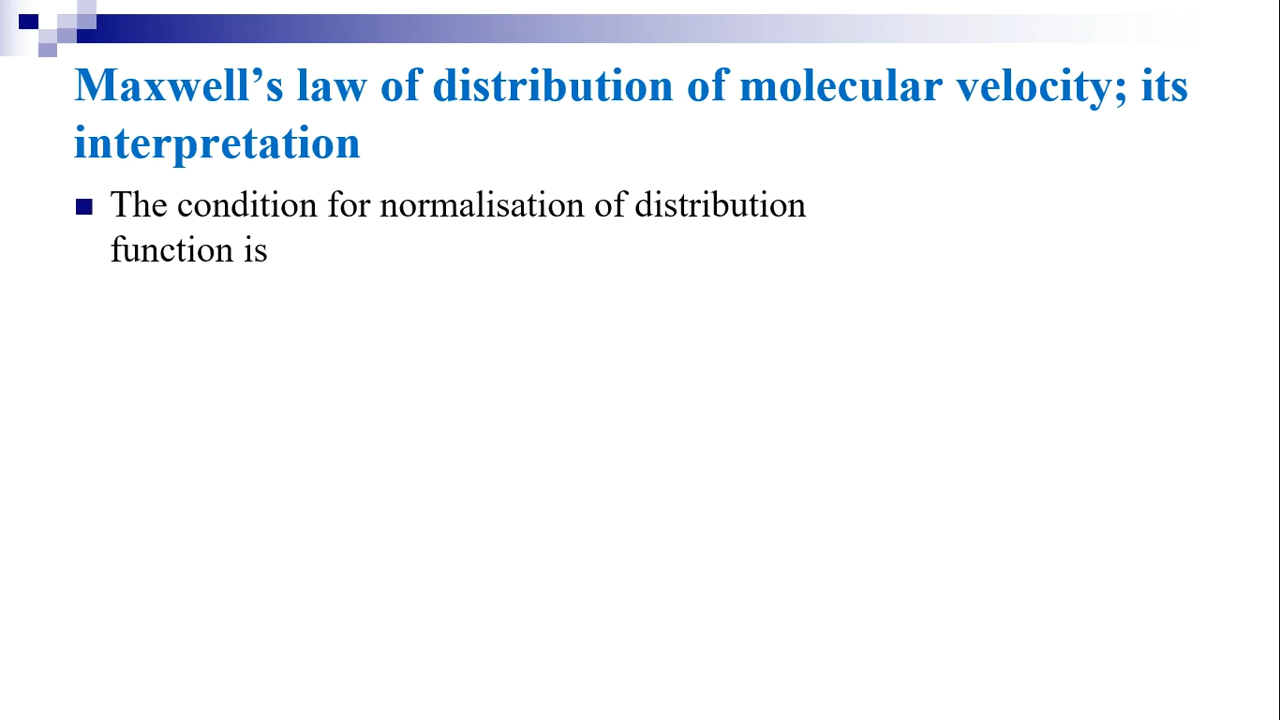 Maxwell’s law of distribution of molecular velocity; its
interpretation
The condition for normalisation of distribution
function is